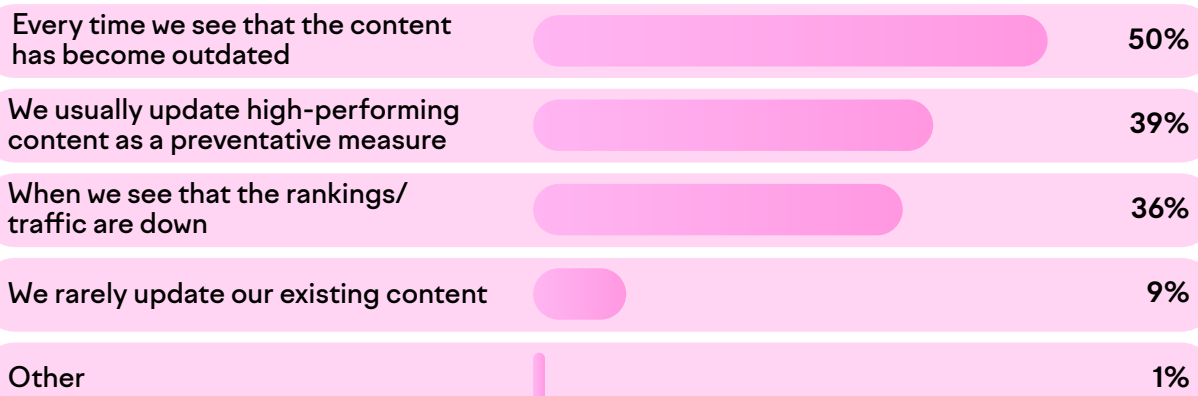 Every time we see that the content
has become outdated
50%
We usually update high-performing
content as a preventative measure
39%
When we see that the rankings/
traffic are down
36%
We rarely update our existing content
9%
Other
1%